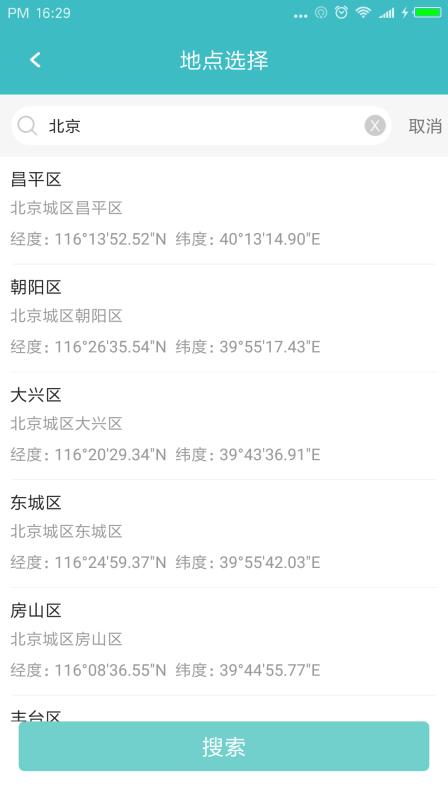 PM 16:29
地点选择
北京
取消
昌平区
北京城区昌平区
经度：116°13'52.52"N 纬度：40°13'14.90"E
朝阳区
北京城区朝阳区
经度：116°26'35.54"N 纬度：39°55'17.43"E
大兴区
北京城区大兴区
经度：116°20'29.34"N 纬度：39°43'36.91"E
东城区
北京城区东城区
经度：116°24'59.37"N 纬度：39°55'42.03"E
房山区
北京城区房山区
经度：116°08'36.55"N 纬度：39°44'55.77"E
丰台区
搜索